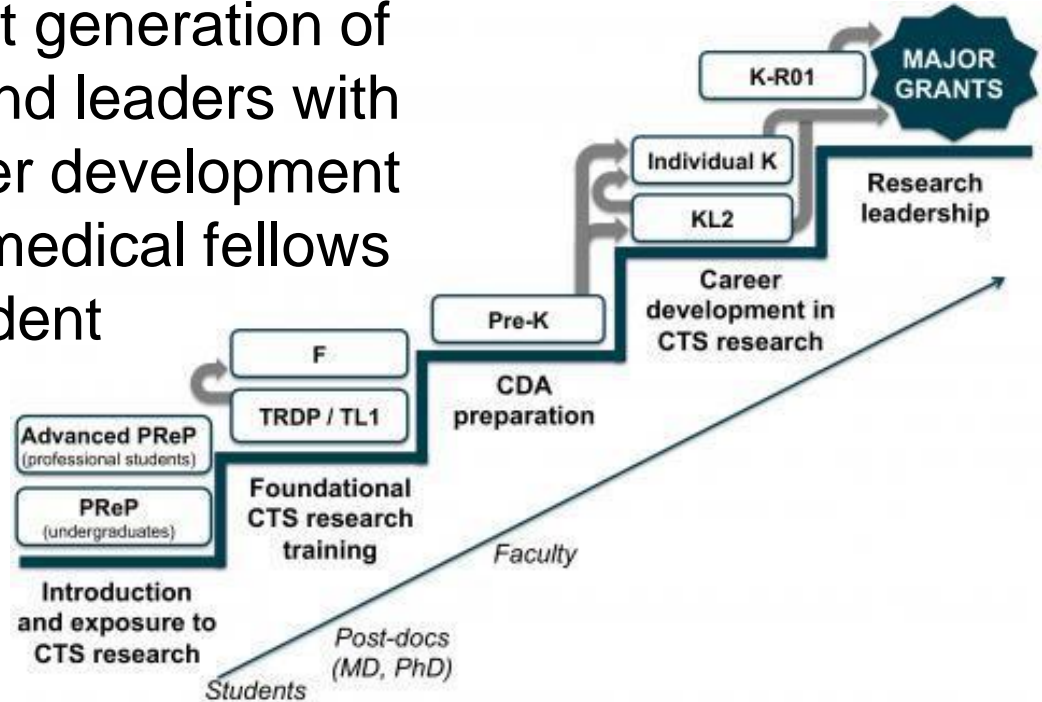 t generation of
nd leaders with
er development
medical fellows
dent
MAJOR
GRANTS
K-R01
Individual K
KL2
Research
leadership
Pre-K
Career
development in
CTS research
F
TRDP / TL1
CDA
preparation
Advanced PReP
(professional students)
PReP
(undergraduates)
Foundational
CTS research
training
Introduction
and exposure to
CTS research
Faculty
Post-docs
(MD, PhD)
Students